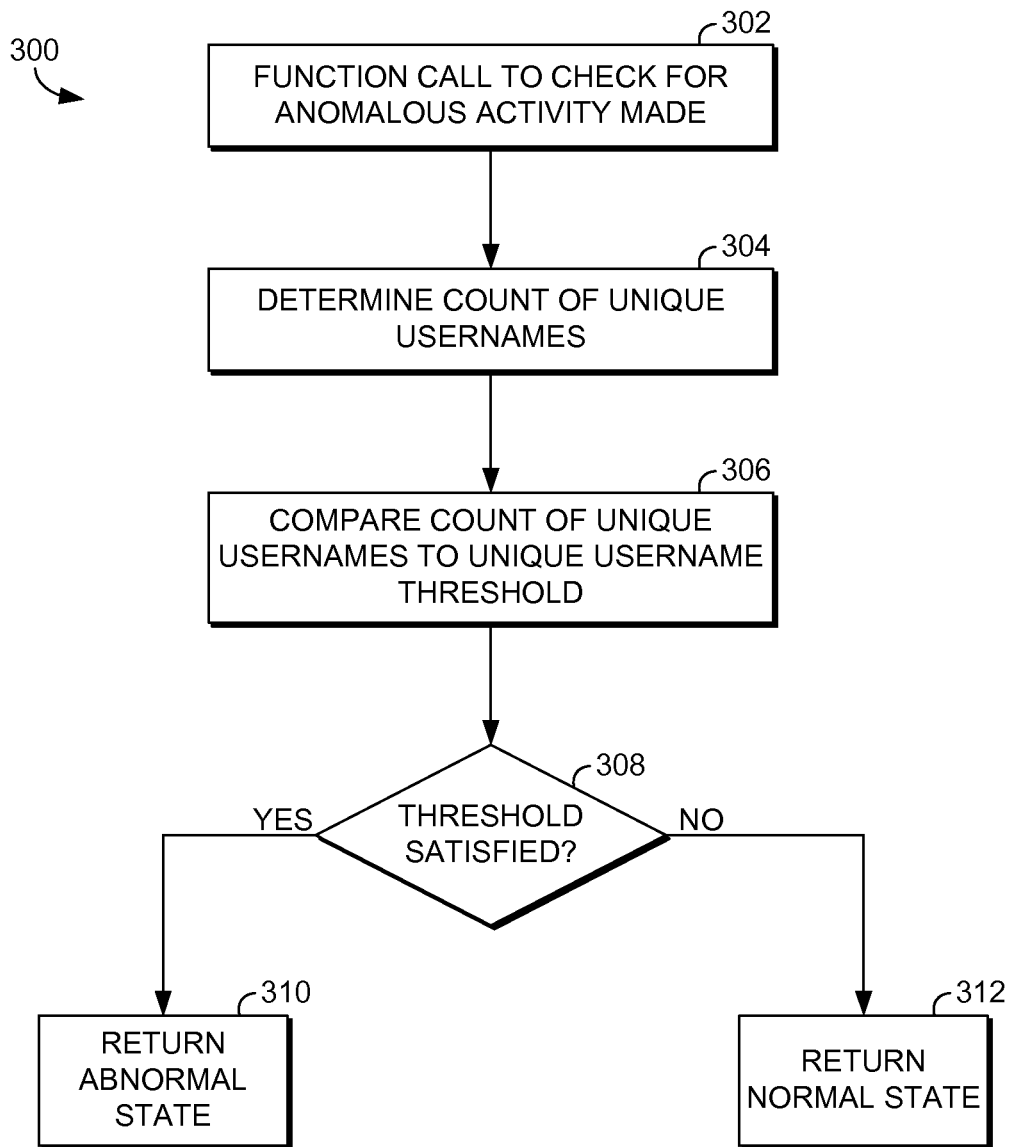 300
302
FUNCTION CALL TO CHECK FOR
ANOMALOUS ACTIVITY MADE
304
DETERMINE COUNT OF UNIQUE
USERNAMES
306
COMPARE COUNT OF UNIQUE
USERNAMES TO UNIQUE USERNAME
THRESHOLD
308
THRESHOLD
SATISFIED?
YES
NO
310
RETURN
ABNORMAL
STATE
312
RETURN
NORMAL STATE